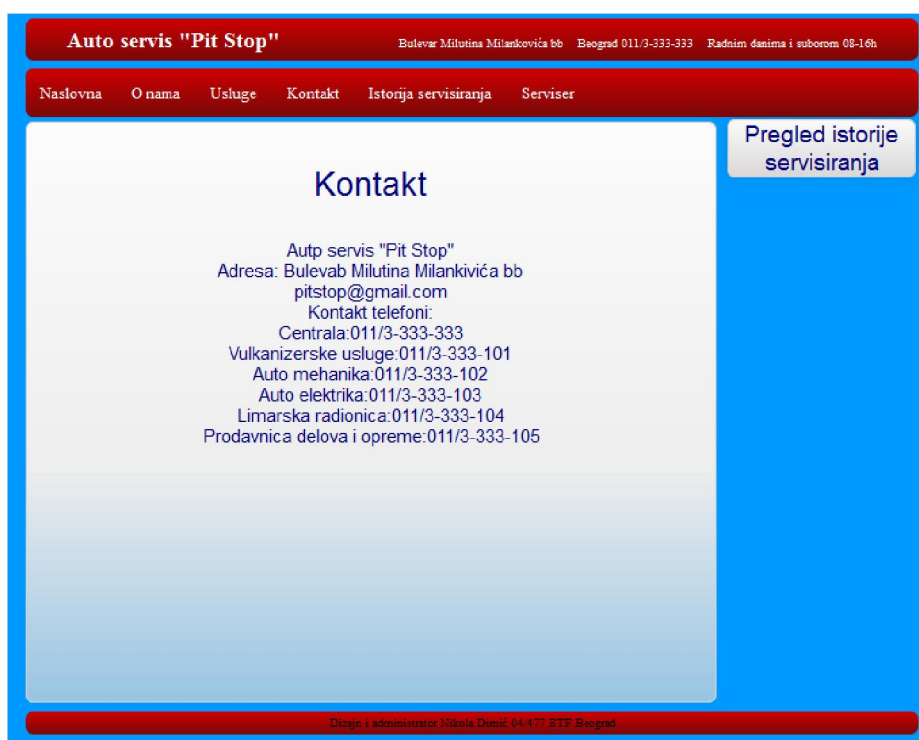 Auto servis "Pit Stop"
Bulevar Milutina Milankovića bb Beograd 011/3-333-333 Radnim danima i suborom 08-16h
Naslovna O nama Usluge Kontakt Istorija servisiranja Serviser
Pregled istorije
servisiranja
Kontakt
Autp servis "Pit Stop"
Adresa: Bulevab Milutina Milankivića bb
pitstop@gmail.com
Kontakt telefoni:
Centrala:011/3-333-333
Vulkanizerske usluge:011/3-333-101
Auto mehanika:011/3-333-102
Auto elektrika:011/3-333-103
Limarska radionica:011/3-333-104
Prodavnica delova i opreme:011/3-333-105
Dizajn i administrator Nikola Dimić 04/477 ETF Beograd